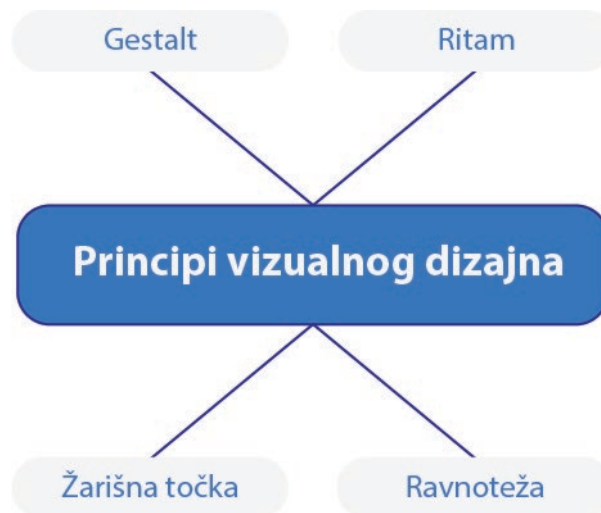 Gestalt
Ritam
Principi vizualnog dizajna
Žarišna točka
Ravnoteža